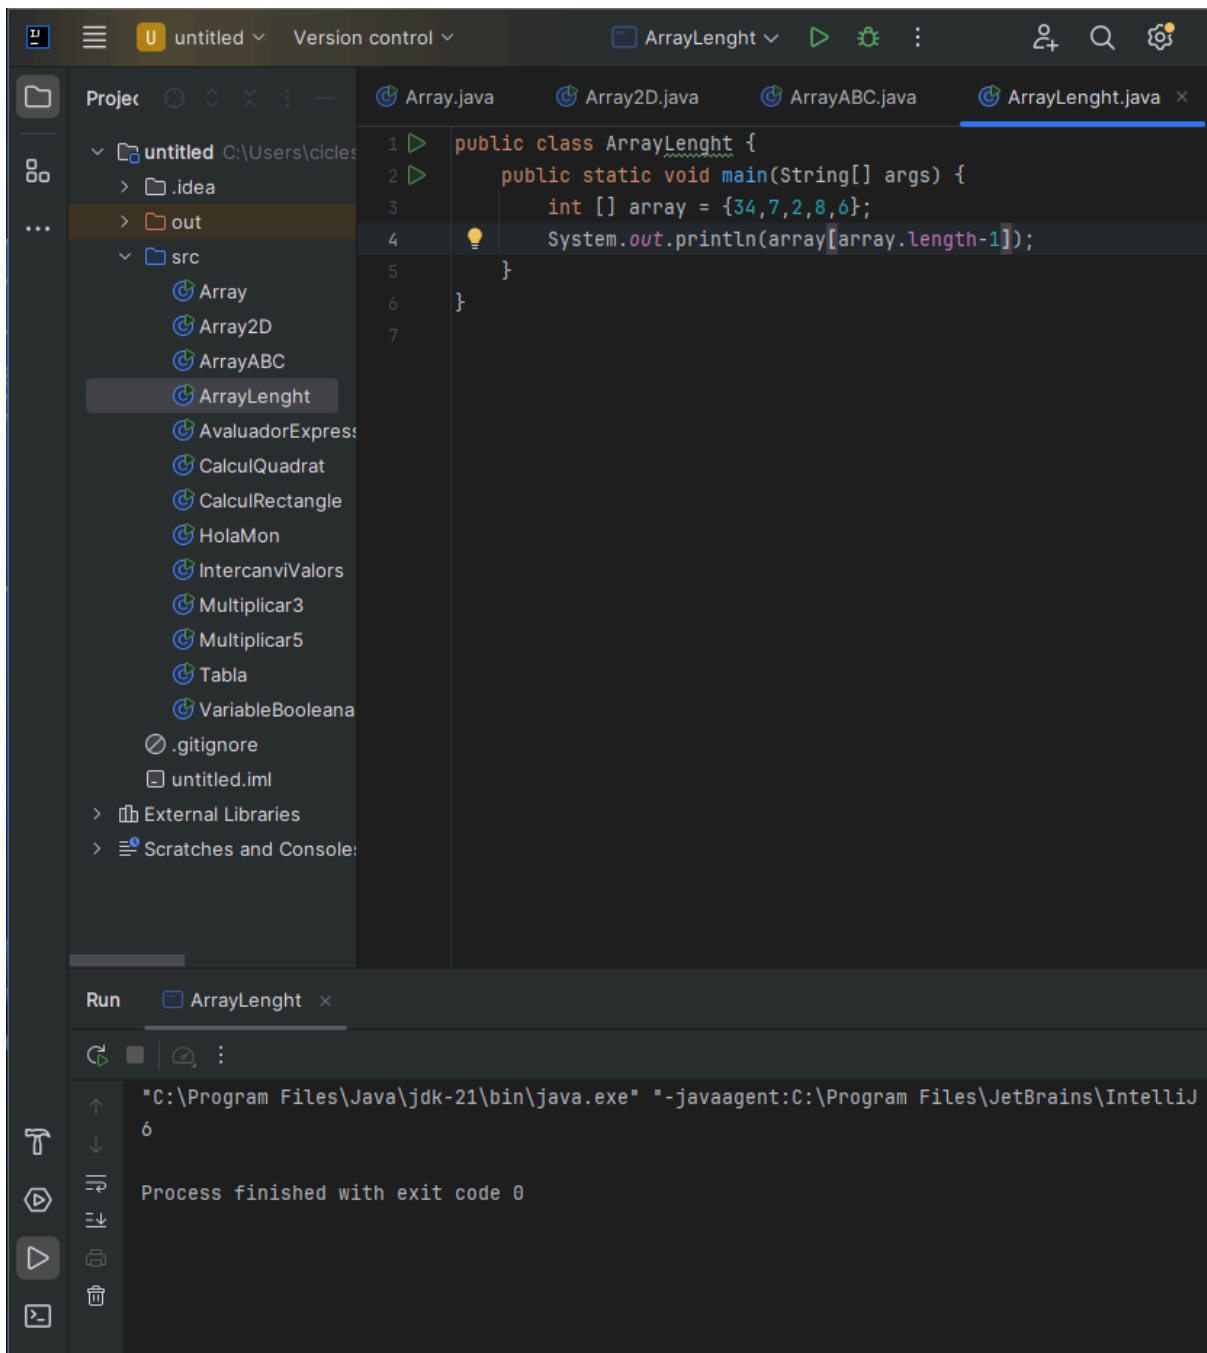 U untitled Version control ArrayLenght
Projec
Array.java Array2D.java ArrayABC.java ArrayLenght.java
untitled C:\Users\cicles
.idea
out
src
Array
Array2D
ArrayABC
ArrayLenght
AvaluadorExpress
CalculQuadrat
CalculRectangle
HolaMon
IntercanviValors
Multiplicar3
Multiplicar5
Tabla
VariableBooleana
.gitignore
untitled.iml
External Libraries
Scratches and Consoles
1 public class ArrayLenght {
2 public static void main(String[] args) {
3 int [] array = {34,7,2,8,6};
4 System.out.println(array[array.length-1]);
5 }
6 }
7
Run ArrayLenght
"C:\Program Files\Java\jdk-21\bin\java.exe" "-javaagent:C:\Program Files\JetBrains\IntelliJ
6
Process finished with exit code 0